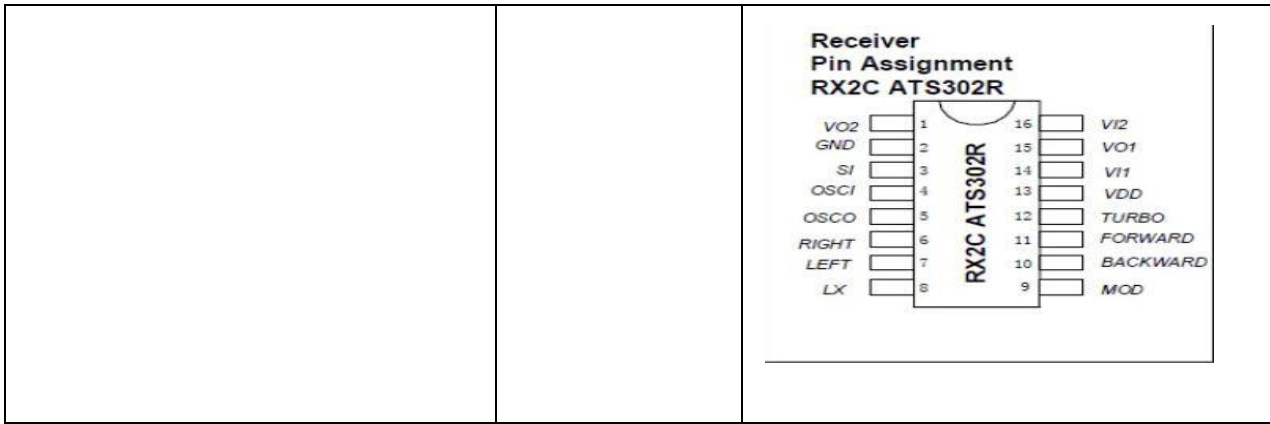 Receiver
Pin Assignment
RX2C ATS302R
VO2 1 16 VI2
GND 2 15 VO1
SI 3 14 VI1
OSCI 4 13 VDD
OSCO 5 12 TURBO
RIGHT 6 11 FORWARD
LEFT 7 10 BACKWARD
LX 8 9 MOD
RX2C ATS302R